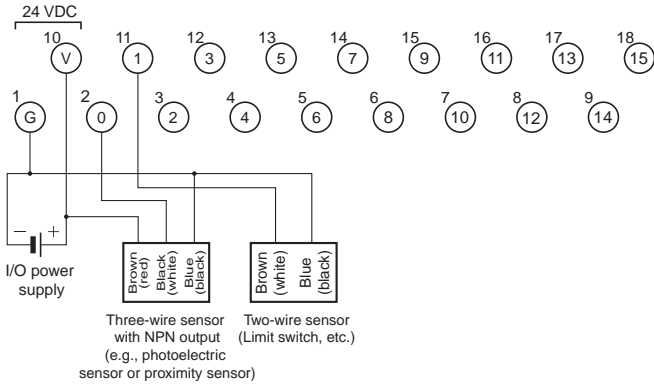 24 VDC
10 11 12 13 14 15 16 17 18
V 1 3 5 7 9 11 13 15
1 2 3 4 5 6 7 8 9
G 0 2 4 6 8 10 12 14
− +
I/O power
supply
Brown
(red)
Black
(white)
Blue
(black)
Brown
(white)
Blue
(black)
Three-wire sensor
with NPN output
(e.g., photoelectric
sensor or proximity sensor)
Two-wire sensor
(Limit switch, etc.)